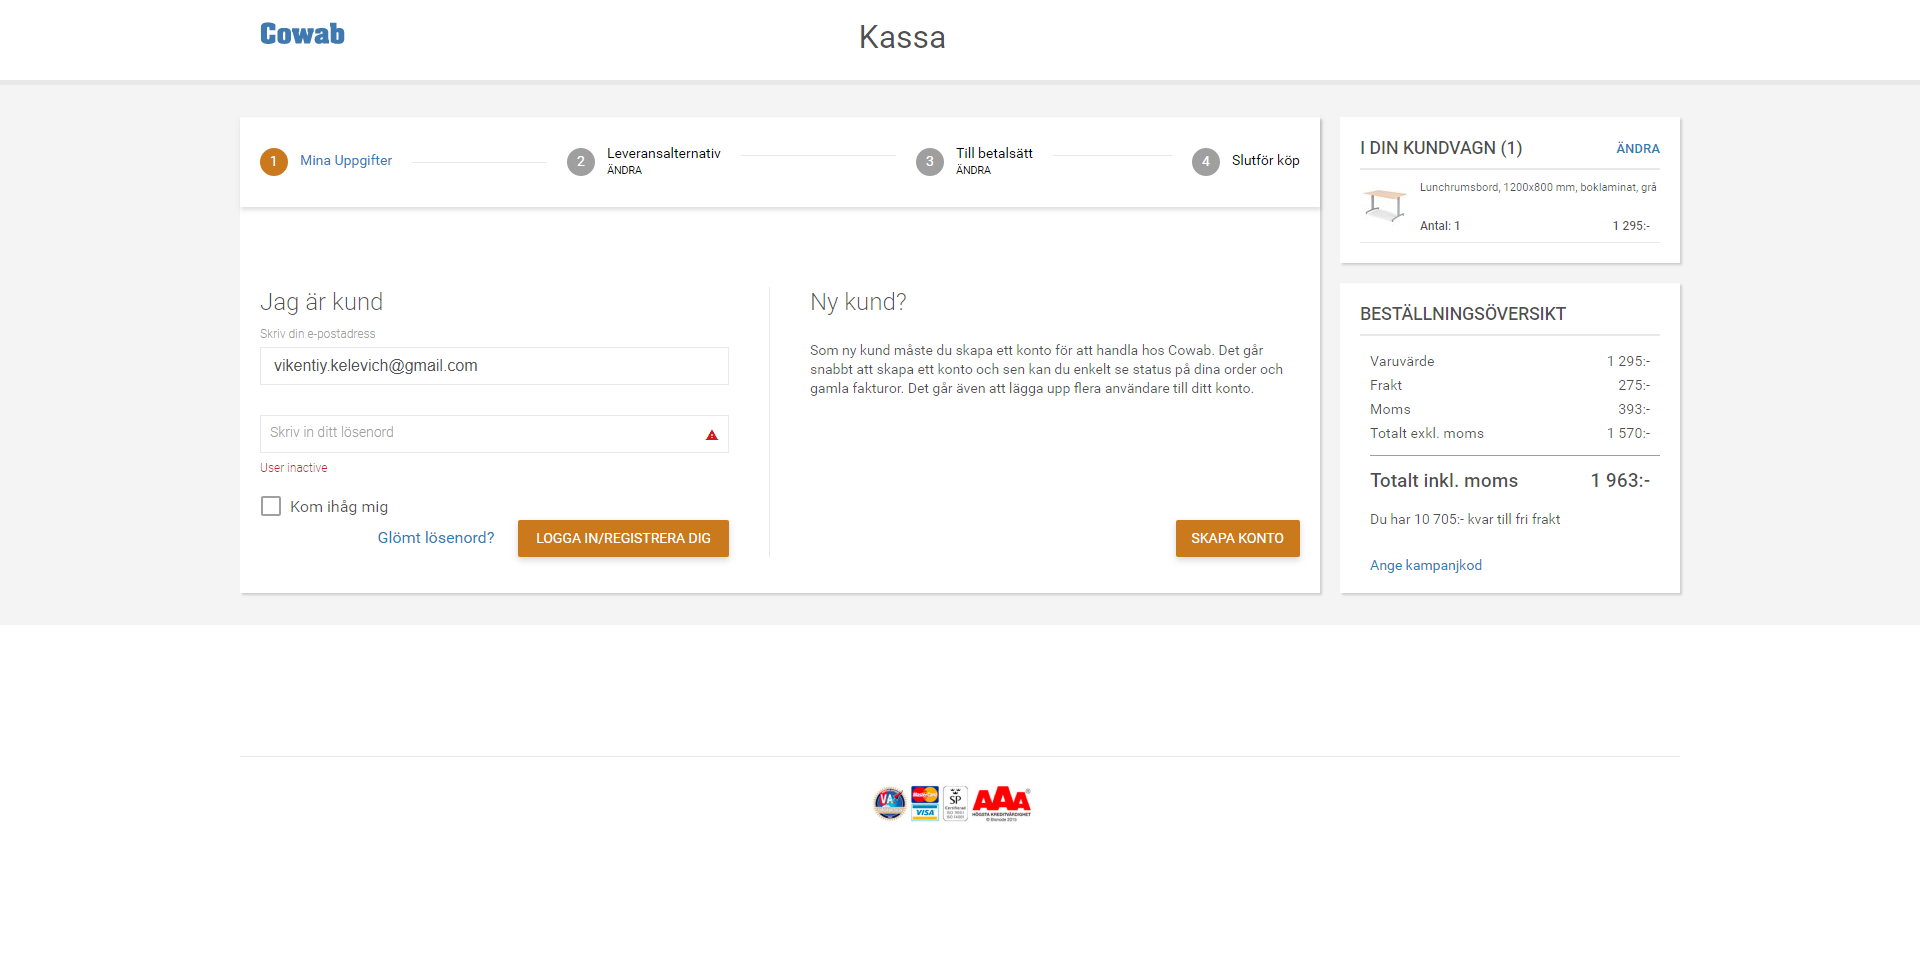 Cowab
Kassa
1 Mina Uppgifter
2 Leveransalternativ
ÄNDRA
3 Till betalsätt
ÄNDRA
4 Slutför köp
Jag är kund
Skriv din e-postadress
vikentiy.kelevich@gmail.com
Skriv in ditt lösenord
User inactive
Kom ihåg mig
Glömt lösenord?
LOGGA IN/REGISTRERA DIG
Ny kund?
Som ny kund måste du skapa ett konto för att handla hos Cowab. Det går
snabbt att skapa ett konto och sen kan du enkelt se status på dina order och
gamla fakturor. Det går även att lägga upp flera användare till ditt konto.
SKAPA KONTO
I DIN KUNDVAGN (1) ÄNDRA
Lunchrumsbord, 1200x800 mm, boklaminat, grå
Antal: 1 1 295:-
BESTÄLLNINGSÖVERSIKT
Varuvärde 1 295:-
Frakt 275:-
Moms 393:-
Totalt exkl. moms 1 570:-
Totalt inkl. moms 1 963:-
Du har 10 705:- kvar till fri frakt
Ange kampanjkod
VA
MasterCard
VISA
SP
AAA
HÖGSTA KREDITVÄRDIGHET